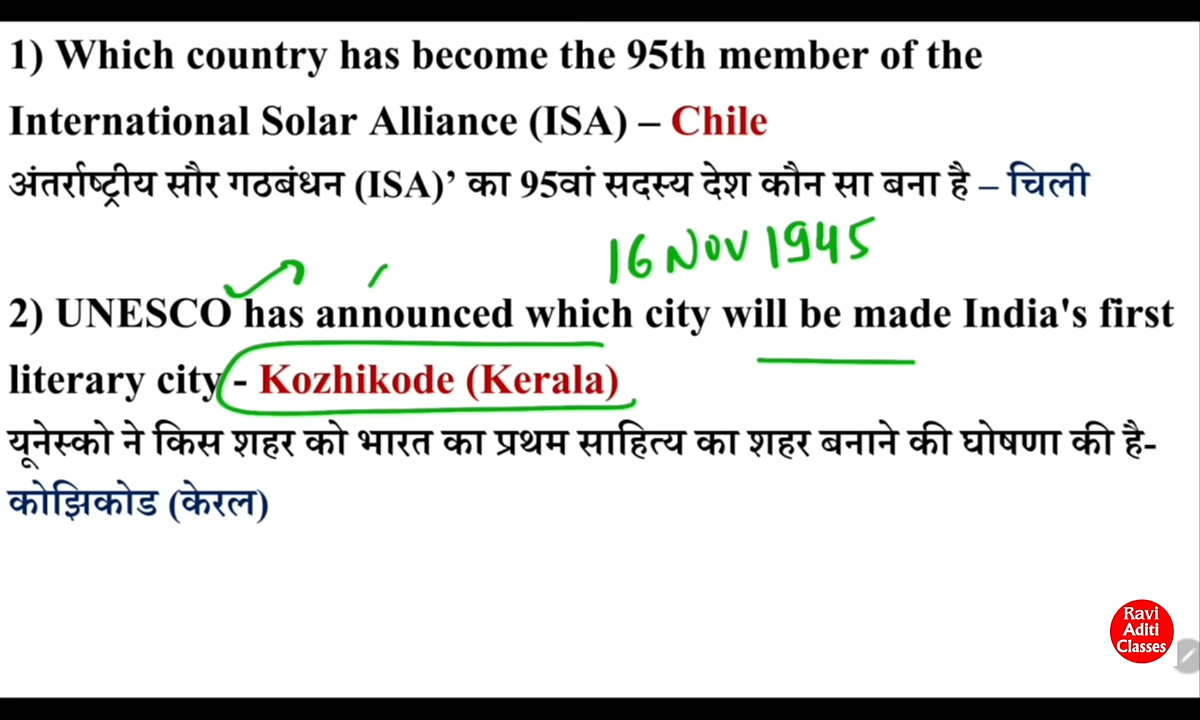 1) Which country has become the 95th member of the
International Solar Alliance (ISA) – Chile
अंतर्राष्ट्रीय सौर गठबंधन (ISA)’ का 95वां सदस्य देश कौन सा बना है – चिली
16 Nov 1945
2) UNESCO has announced which city will be made India's first
literary city - Kozhikode (Kerala)
यूनेस्को ने किस शहर को भारत का प्रथम साहित्य का शहर बनाने की घोषणा की है-
कोझिकोड (केरल)
Ravi
Aditi
Classes